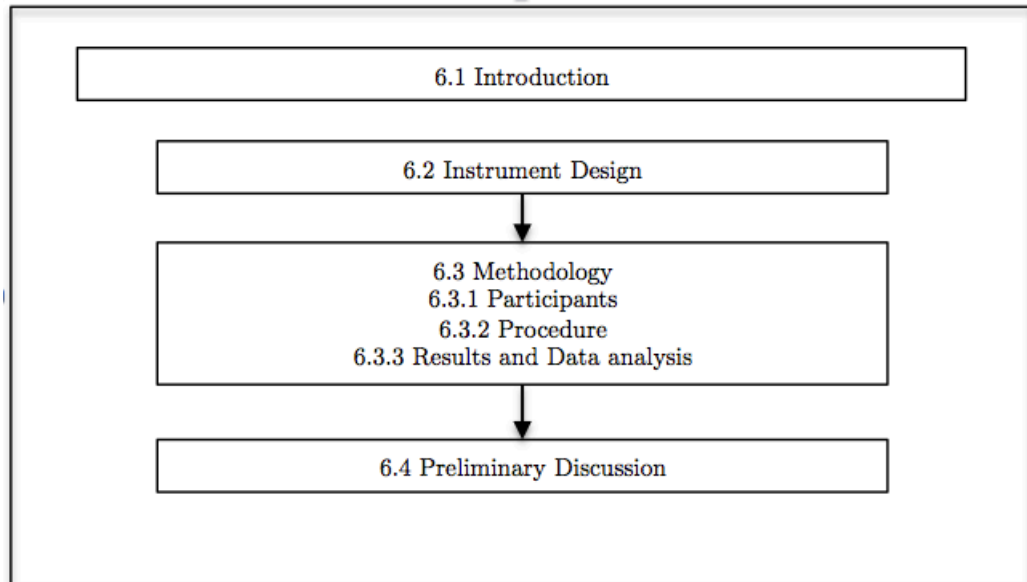 6.1 Introduction
6.2 Instrument Design
6.3 Methodology
6.3.1 Participants
6.3.2 Procedure
6.3.3 Results and Data analysis
6.4 Preliminary Discussion